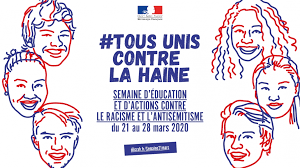 #TOUS UNIS
CONTRE
LA HAINE
SEMAINE D'ÉDUCATION
ET D'ACTIONS CONTRE
LE RACISME ET L'ANTISÉMITISME
du 21 au 28 mars 2020